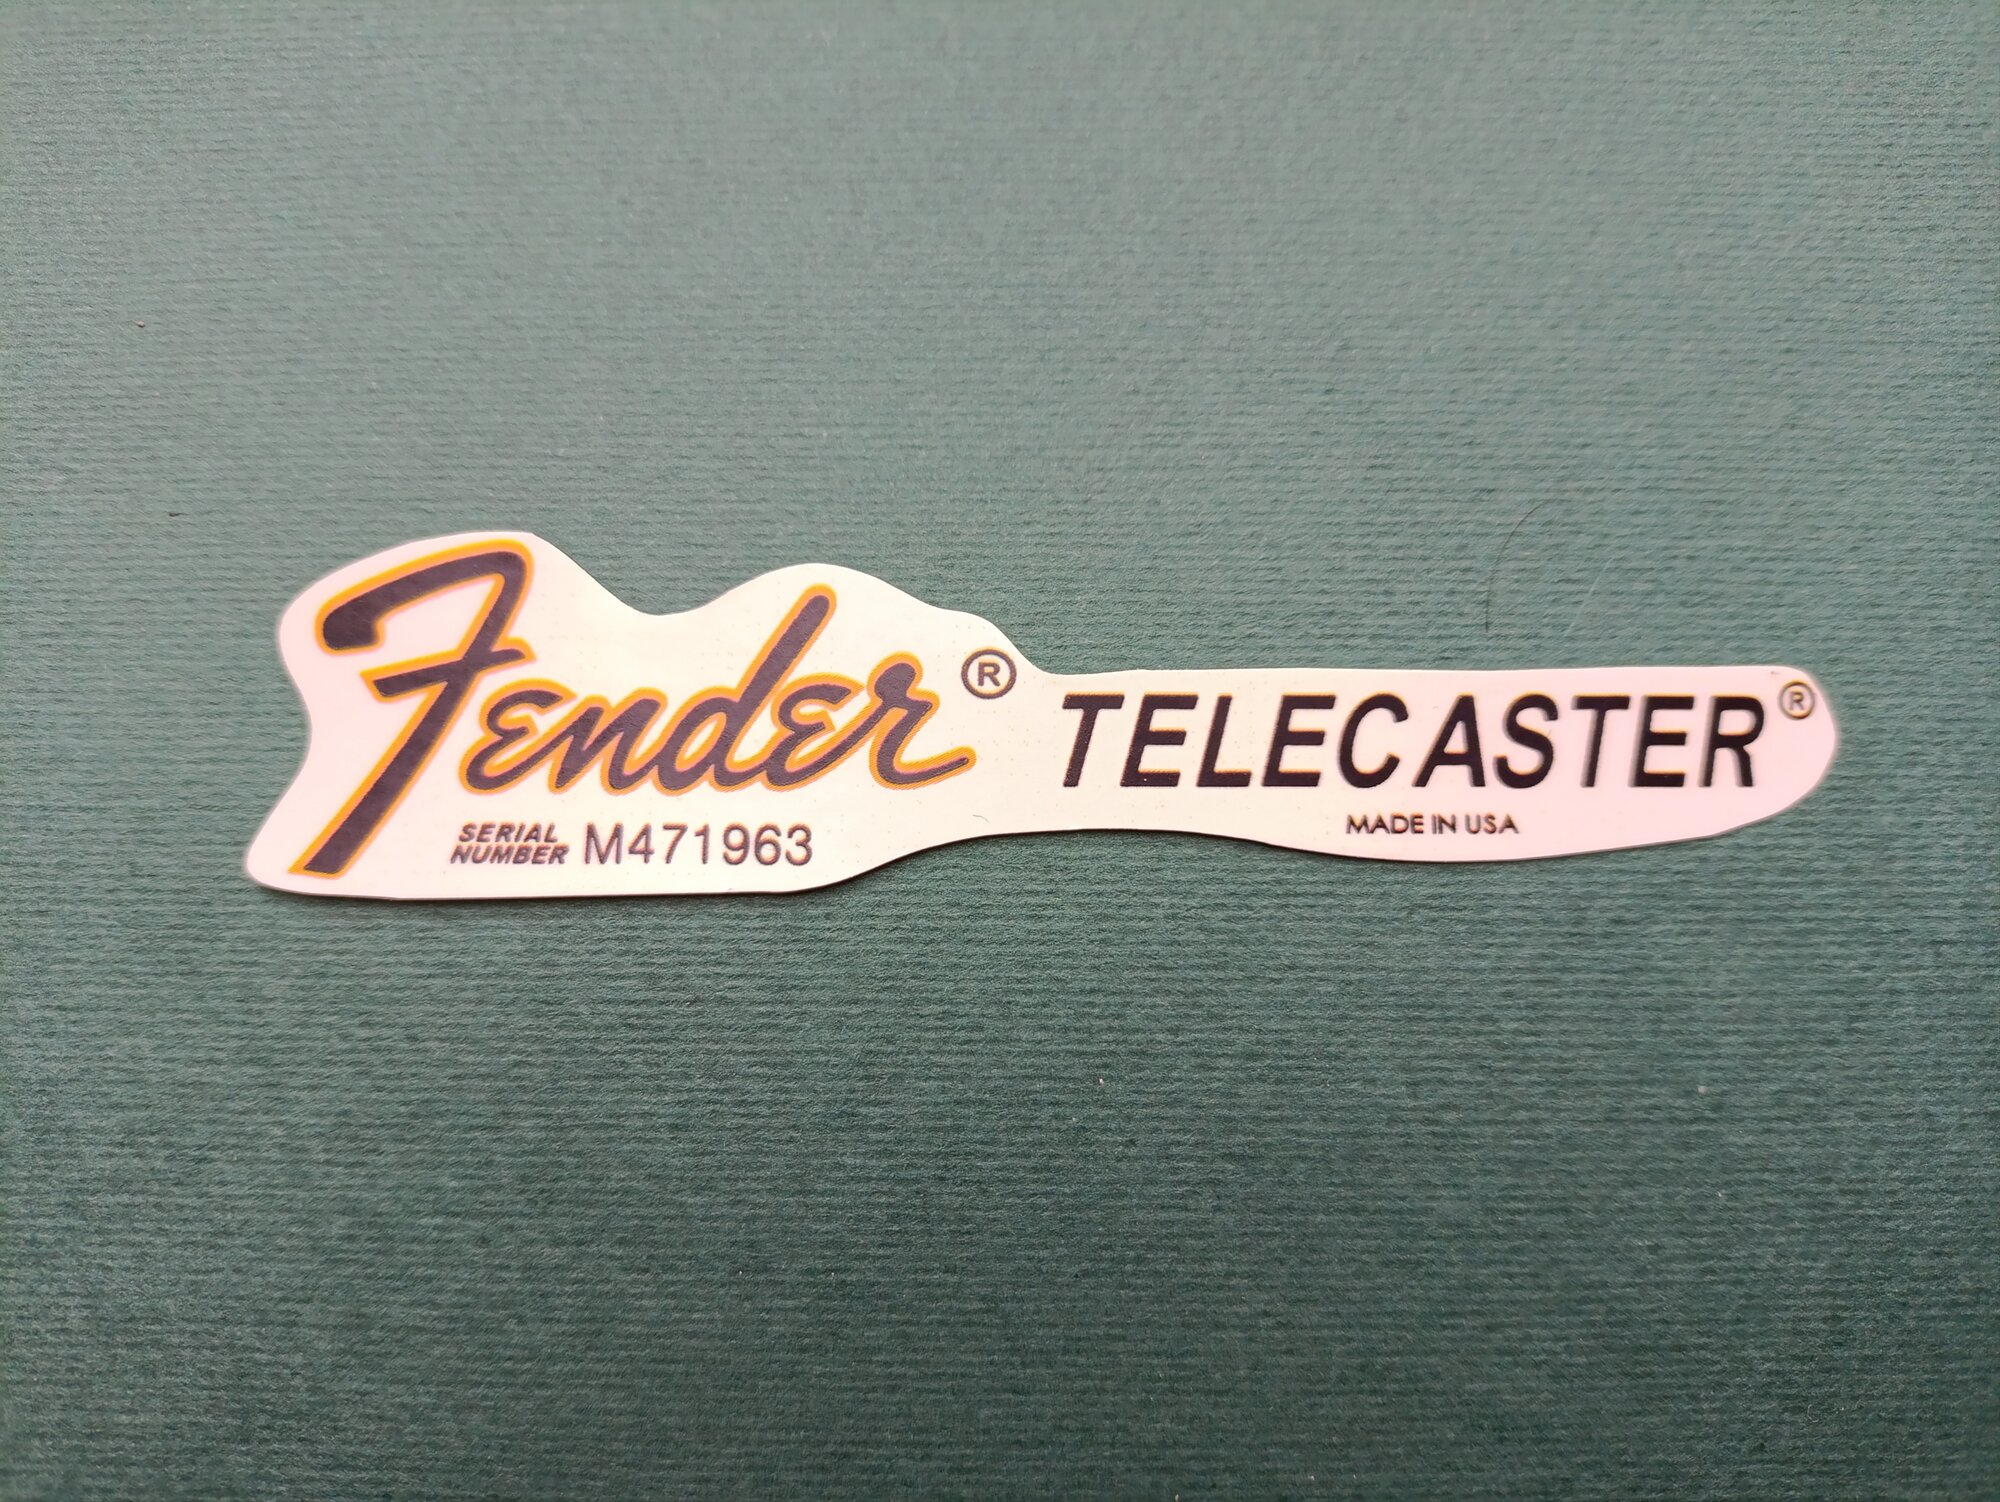 Fender® TELECASTER®
SERIAL
NUMBER M471963
MADE IN USA